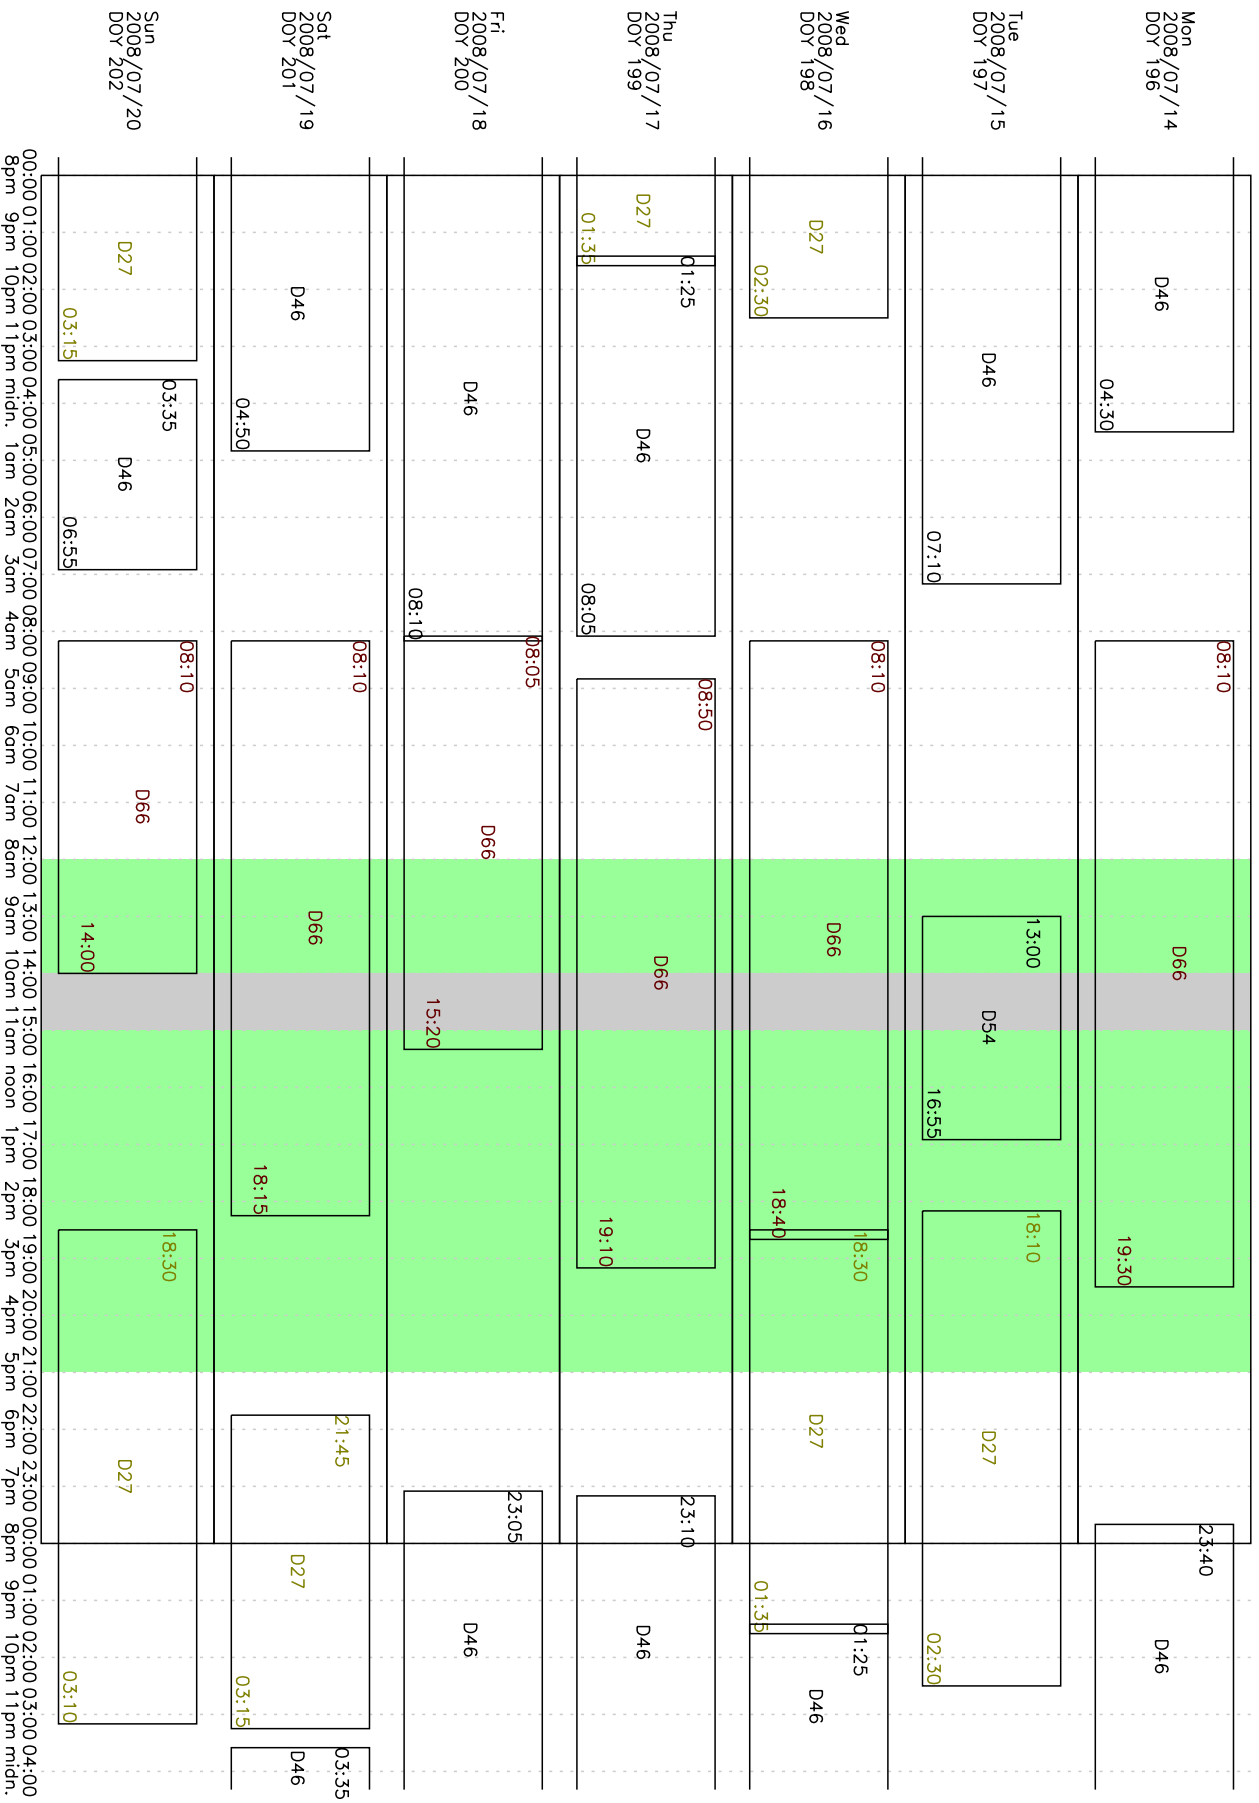 Mon
2008/07/14
DOY 196
D46
04:30
08:10
D66
19:30
23:40
D46
Tue
2008/07/15
DOY 197
D46
07:10
13:00
D54
16:55
18:10
D27
02:30
Wed
2008/07/16
DOY 198
D27
02:30
08:10
D66
18:40
18:30
D27
01:35
01:25
D46
Thu
2008/07/17
DOY 199
D27
01:35
01:25
D46
08:05
08:50
D66
19:10
23:10
D46
Fri
2008/07/18
DOY 200
D46
08:10
08:05
D66
15:20
23:05
D46
Sat
2008/07/19
DOY 201
D46
04:50
08:10
D66
18:15
21:45
D27
03:15
03:35
D46
Sun
2008/07/20
DOY 202
D27
03:15
03:35
D46
06:55
08:10
D66
14:00
18:30
D27
03:10
00:00 01:00 02:00 03:00 04:00 05:00 06:00 07:00 08:00 09:00 10:00 11:00 12:00 13:00 14:00 15:00 16:00 17:00 18:00 19:00 20:00 21:00 22:00 23:00 00:00 01:00 02:00 03:00 04:00
8pm 9pm 10pm 11pm midn. 1am 2am 3am 4am 5am 6am 7am 8am 9am 10am 11am noon 1pm 2pm 3pm 4pm 5pm 6pm 7pm 8pm 9pm 10pm 11pm midn.